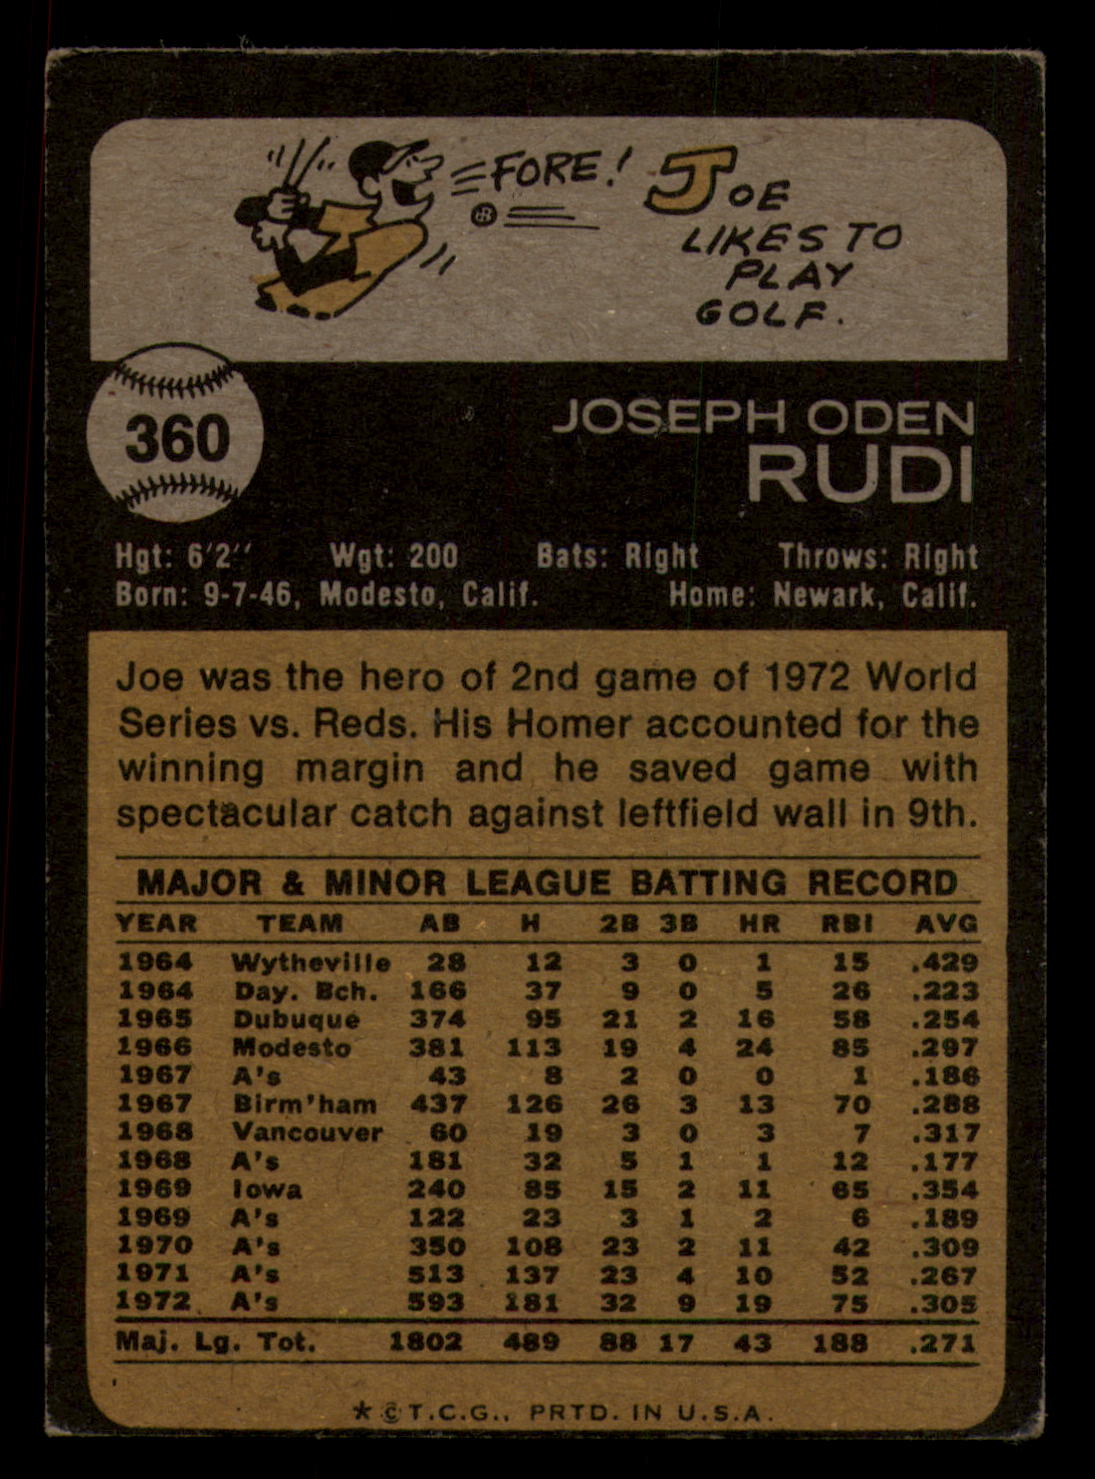 FORE! JOE
LIKES TO
PLAY
GOLF.
360
JOSEPH ODEN
RUDI
Hgt: 6'2'' Wgt: 200 Bats: Right Throws: Right
Born: 9-7-46, Modesto, Calif. Home: Newark, Calif.
Joe was the hero of 2nd game of 1972 World
Series vs. Reds. His Homer accounted for the
winning margin and he saved game with
spectacular catch against leftfield wall in 9th.
MAJOR & MINOR LEAGUE BATTING RECORD
YEAR TEAM AB H 2B 3B HR RBI AVG
1964 Wytheville 28 12 3 0 1 15 .429
1964 Day. Bch. 166 37 9 0 5 26 .223
1965 Dubuque 374 95 21 2 16 58 .254
1966 Modesto 381 113 19 4 24 85 .297
1967 A's 43 8 2 0 0 1 .186
1967 Birm'ham 437 126 26 3 13 70 .288
1968 Vancouver 60 19 3 0 3 7 .317
1968 A's 181 32 5 1 1 12 .177
1969 Iowa 240 85 15 2 11 65 .354
1969 A's 122 23 3 1 2 6 .189
1970 A's 350 108 23 2 11 42 .309
1971 A's 513 137 23 4 10 52 .267
1972 A's 593 181 32 9 19 75 .305
Maj. Lg. Tot. 1802 489 88 17 43 188 .271
* © T.C.G., PRTD. IN U.S.A.